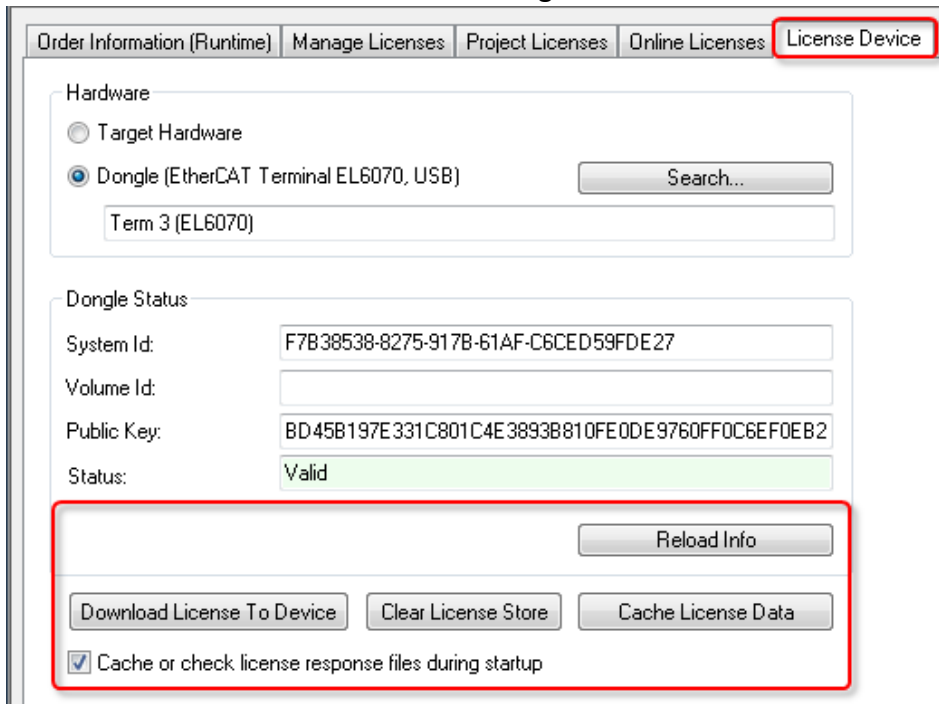 Order Information (Runtime) Manage Licenses Project Licenses Online Licenses License Device
Hardware
Target Hardware
Dongle (EtherCAT Terminal EL6070, USB) Search...
Term 3 (EL6070)
Dongle Status
System Id: F7B38538-8275-917B-61AF-C6CED59FDE27
Volume Id:
Public Key: BD45B197E331C801C4E3893B810FE0DE9760FF0C6EF0EB2
Status: Valid
Reload Info
Download License To Device Clear License Store Cache License Data
Cache or check license response files during startup